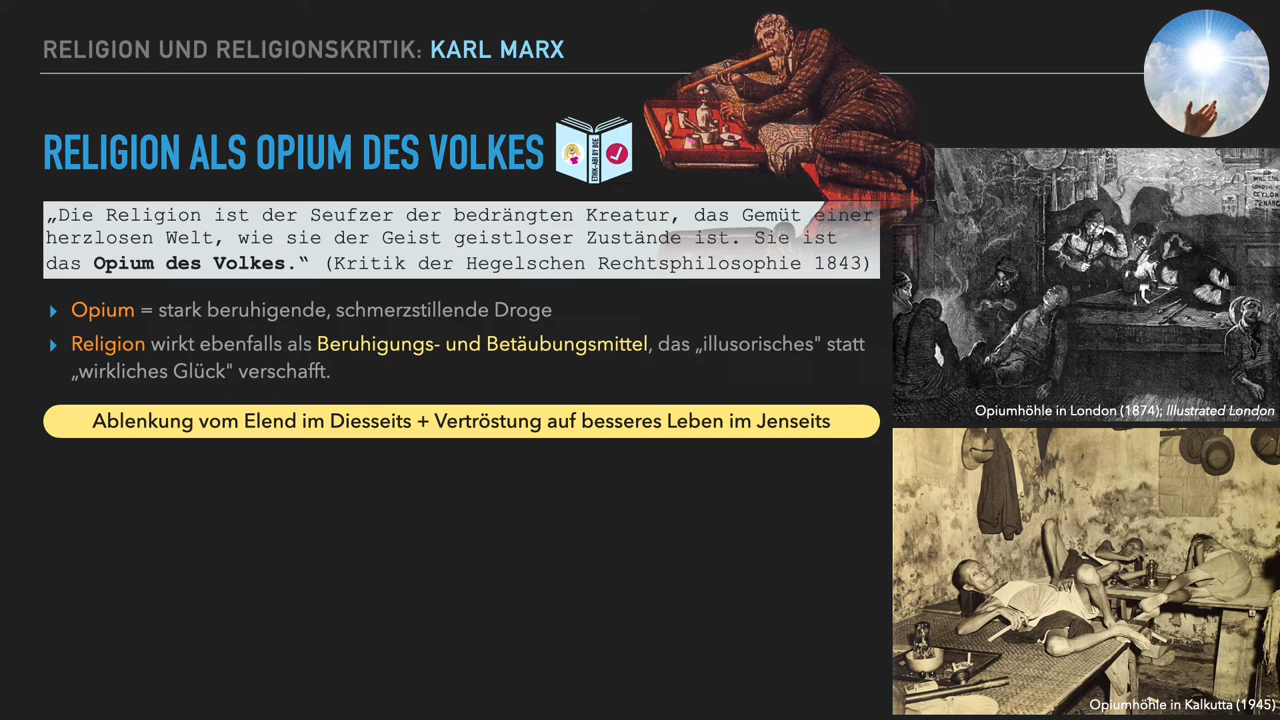 RELIGION UND RELIGIONSKRITIK: KARL MARX
RELIGION ALS OPIUM DES VOLKES
ETHIK-ABI BY BOE
„Die Religion ist der Seufzer der bedrängten Kreatur, das Gemüt einer
herzlosen Welt, wie sie der Geist geistloser Zustände ist. Sie ist
das Opium des Volkes.“ (Kritik der Hegelschen Rechtsphilosophie 1843)
Opium = stark beruhigende, schmerzstillende Droge
Religion wirkt ebenfalls als Beruhigungs- und Betäubungsmittel, das „illusorisches" statt
„wirkliches Glück" verschafft.
Ablenkung vom Elend im Diesseits + Vertröstung auf besseres Leben im Jenseits
Opiumhöhle in London (1874); Illustrated London
Opiumhöhle in Kalkutta (1945)